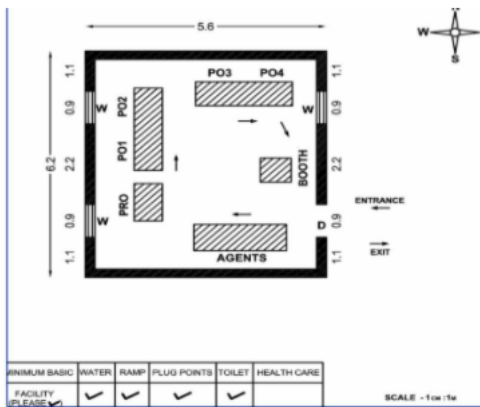 5.6
W
S
PO3 PO4
1.1
1.1
0.9
W
PO2
W
0.9
6.2
2.2
PO1
BOOTH
2.2
PRO
ENTRANCE
0.9
W
D
0.9
EXIT
1.1
AGENTS
1.1
MINIMUM BASIC WATER RAMP PLUG POINTS TOILET HEALTH CARE
FACILITY ✓ ✓ ✓ ✓
(PLEASE ✓)
SCALE - 1CM :1M